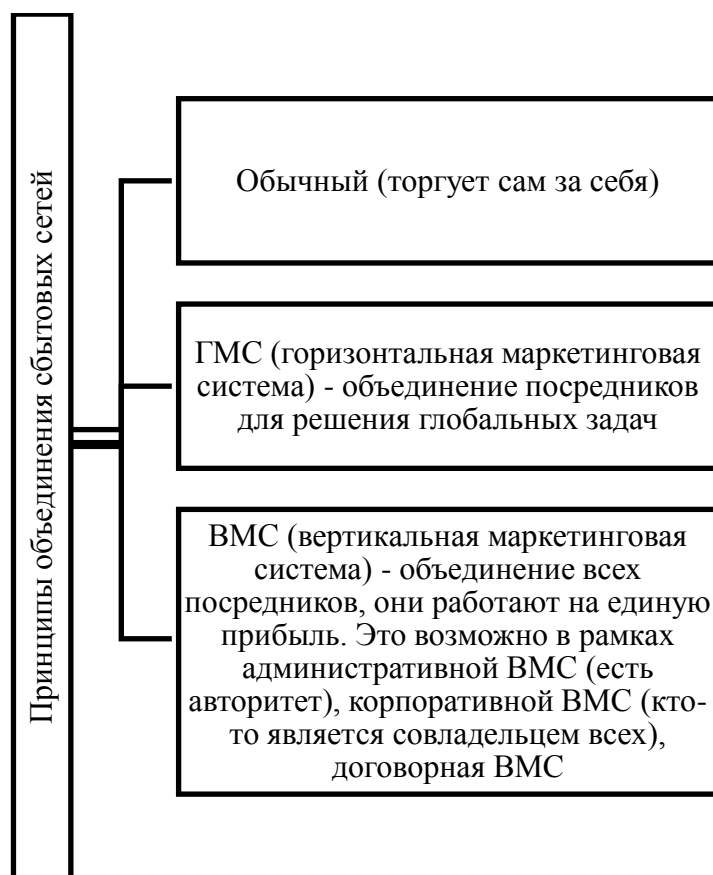 Принципы объединения сбытовых сетей
Обычный (торгует сам за себя)
ГМС (горизонтальная маркетинговая
система) - объединение посредников
для решения глобальных задач
ВМС (вертикальная маркетинговая
система) - объединение всех
посредников, они работают на единую
прибыль. Это возможно в рамках
административной ВМС (есть
авторитет), корпоративной ВМС (кто-
то является совладельцем всех),
договорная ВМС